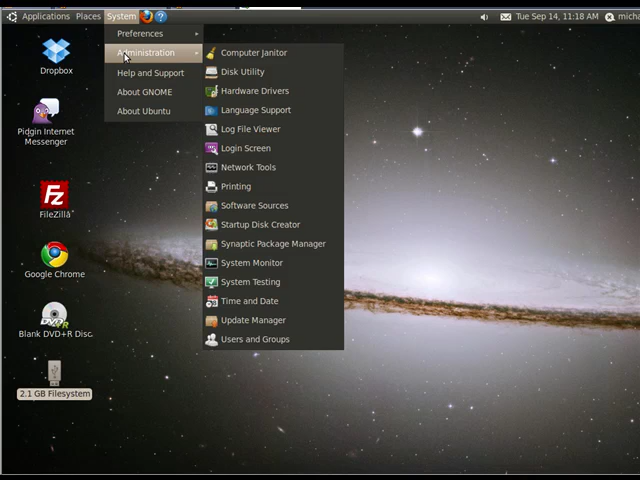 Applications Places System
Tue Sep 14, 11:18 AM
micha
Preferences
Administration
Help and Support
About GNOME
About Ubuntu
Computer Janitor
Disk Utility
Hardware Drivers
Language Support
Log File Viewer
Login Screen
Network Tools
Printing
Software Sources
Startup Disk Creator
Synaptic Package Manager
System Monitor
System Testing
Time and Date
Update Manager
Users and Groups
Dropbox
Pidgin Internet
Messenger
FileZilla
Google Chrome
Blank DVD+R Disc
2.1 GB Filesystem